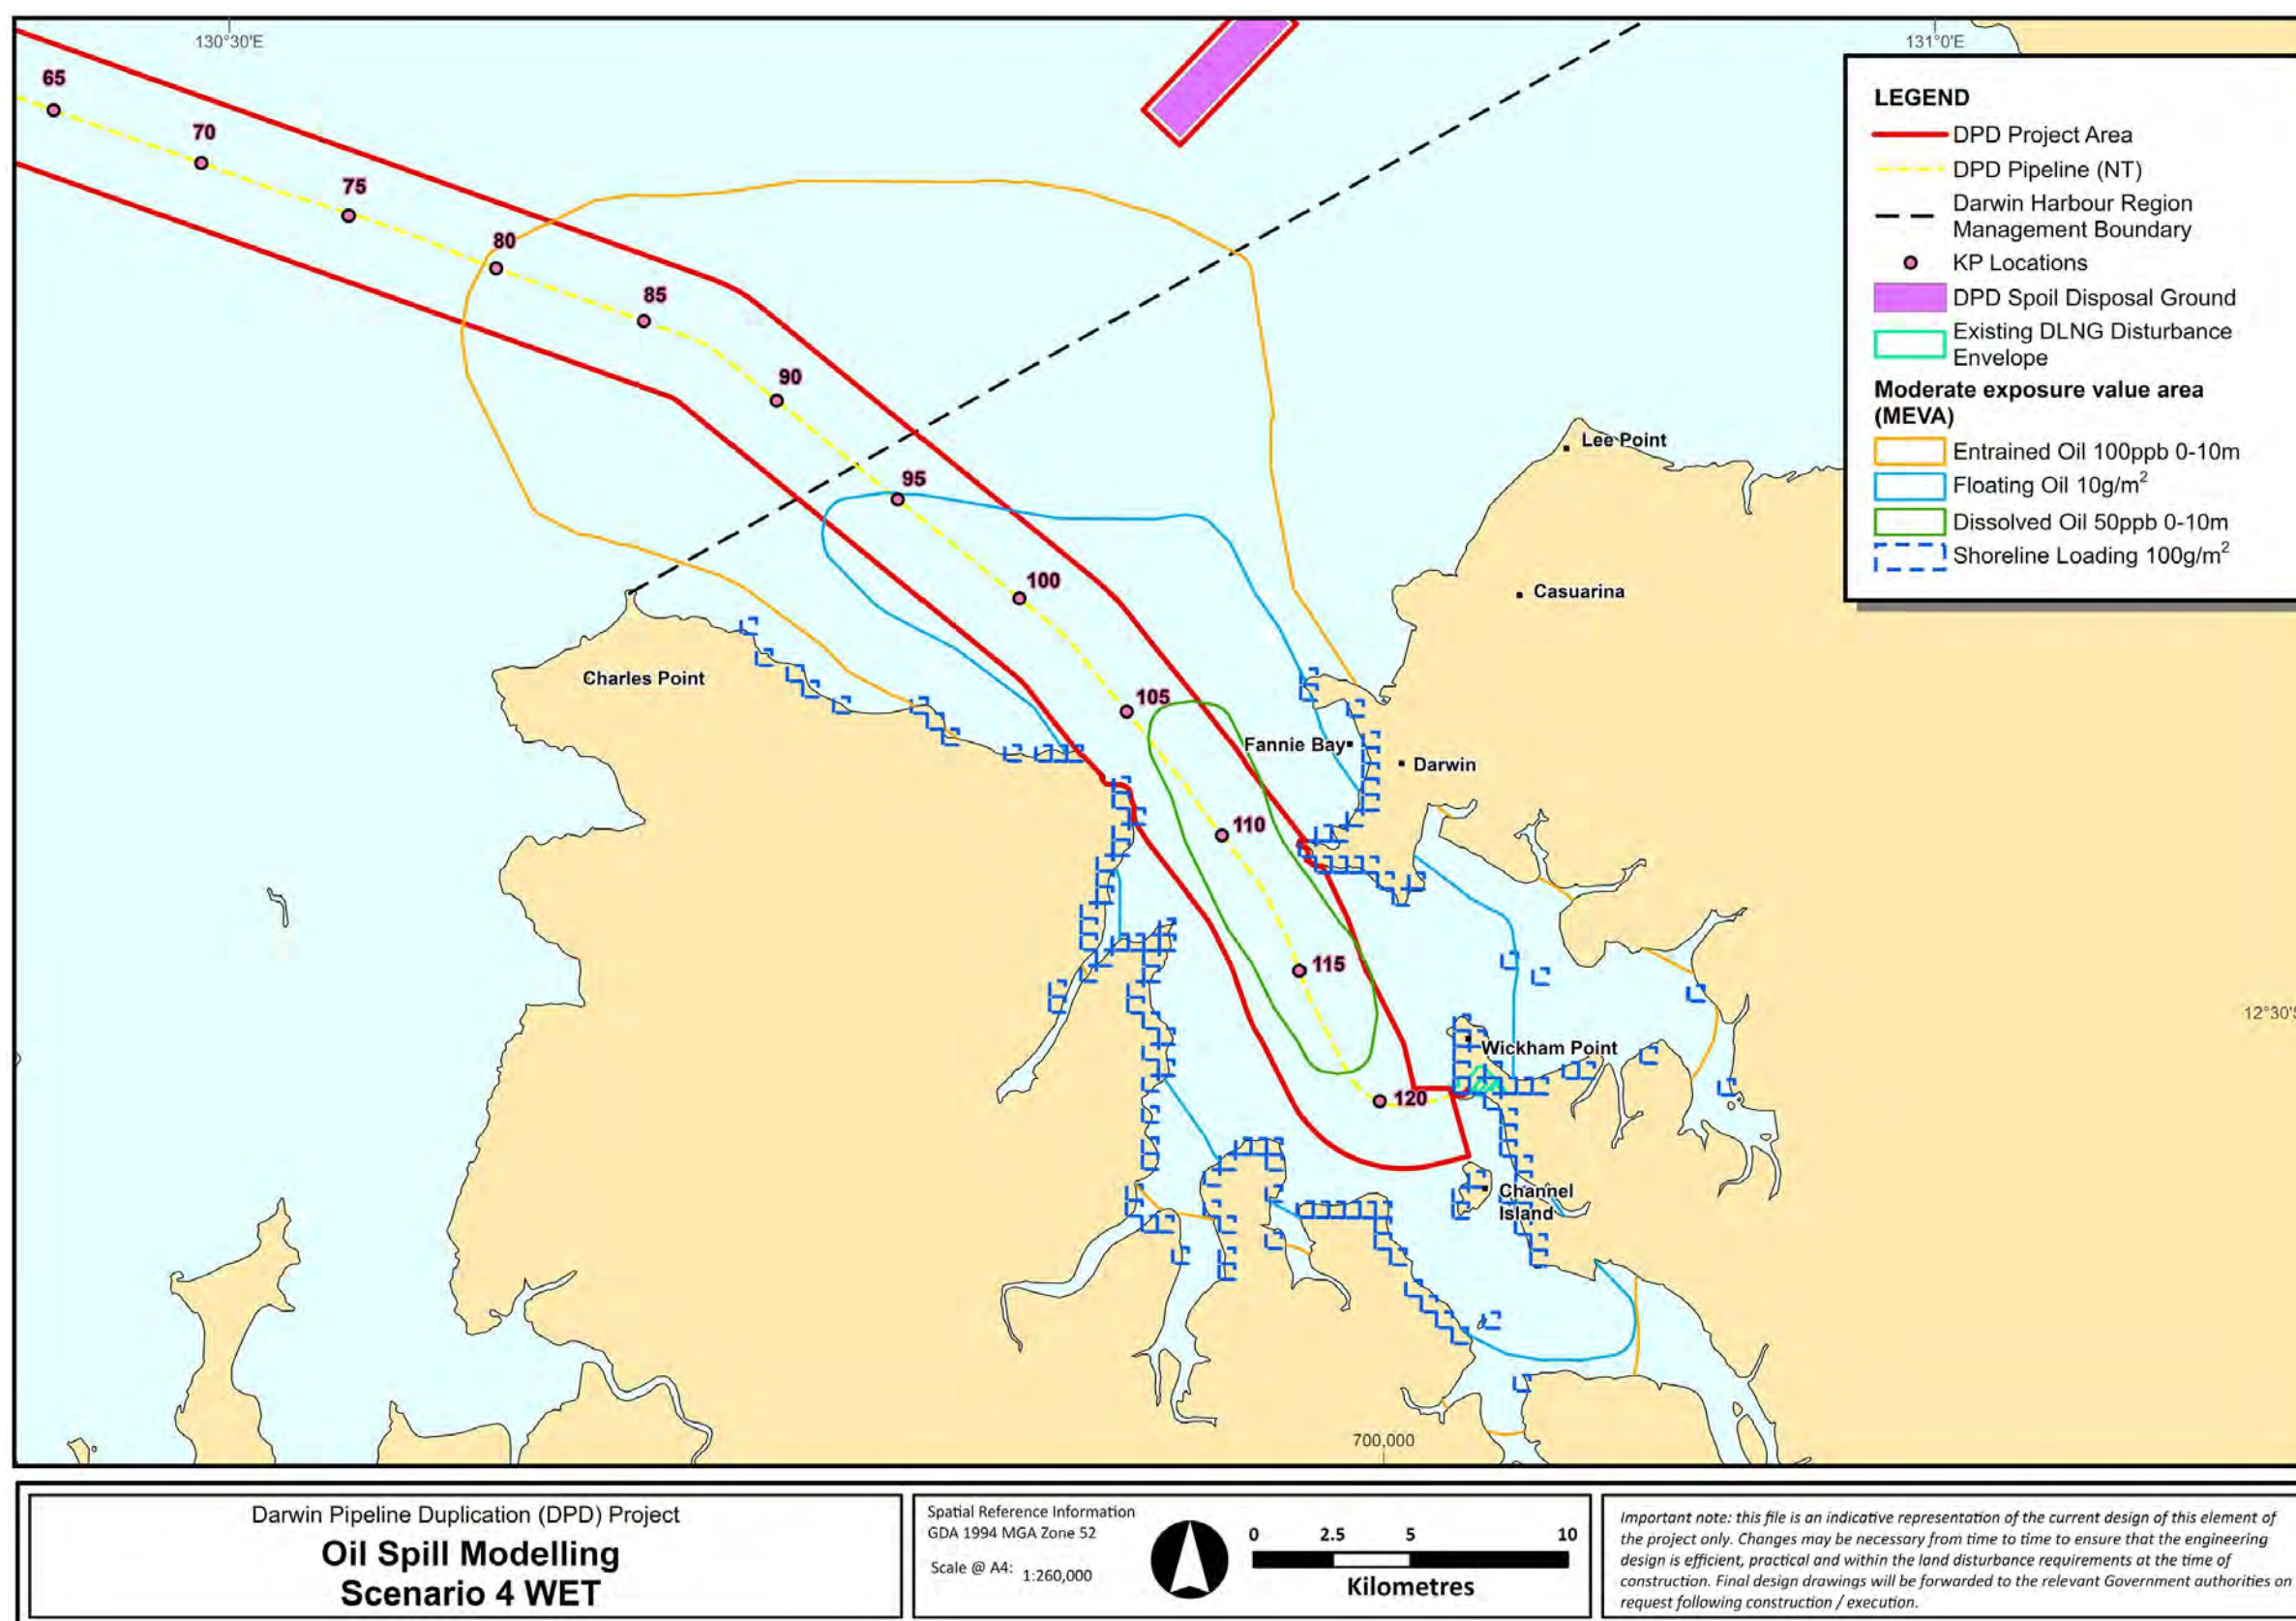 130°30'E
131°0'E
65
70
75
80
85
90
95
100
105
110
115
120
LEGEND
DPD Project Area
DPD Pipeline (NT)
Darwin Harbour Region
Management Boundary
KP Locations
DPD Spoil Disposal Ground
Existing DLNG Disturbance
Envelope
Moderate exposure value area
(MEVA)
Entrained Oil 100ppb 0-10m
Floating Oil 10g/m²
Dissolved Oil 50ppb 0-10m
Shoreline Loading 100g/m²
Lee Point
Casuarina
Charles Point
Fannie Bay
Darwin
12°30'S
Wickham Point
Channel
Island
700,000
Darwin Pipeline Duplication (DPD) Project
Oil Spill Modelling
Scenario 4 WET
Spatial Reference Information
GDA 1994 MGA Zone 52
Scale @ A4: 1:260,000
0 2.5 5 10
Kilometres
Important note: this file is an indicative representation of the current design of this element of
the project only. Changes may be necessary from time to time to ensure that the engineering
design is efficient, practical and within the land disturbance requirements at the time of
construction. Final design drawings will be forwarded to the relevant Government authorities on
request following construction / execution.